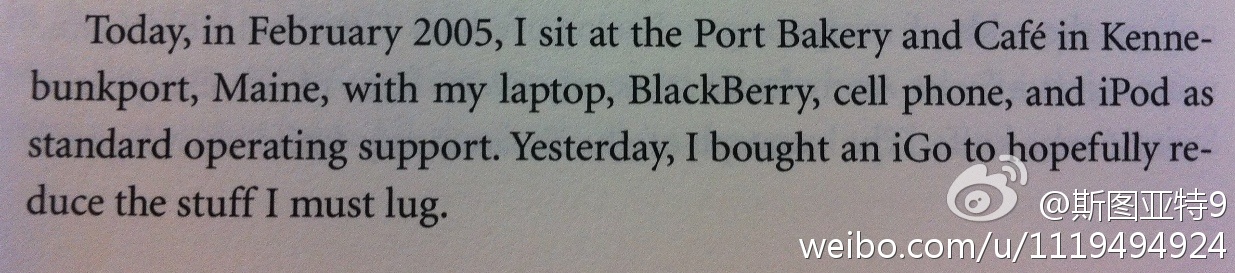 Today, in February 2005, I sit at the Port Bakery and Café in Kenne-
bunkport, Maine, with my laptop, BlackBerry, cell phone, and iPod as
standard operating support. Yesterday, I bought an iGo to hopefully re-
duce the stuff I must lug.
@斯图亚特9
weibo.com/u/1119494924